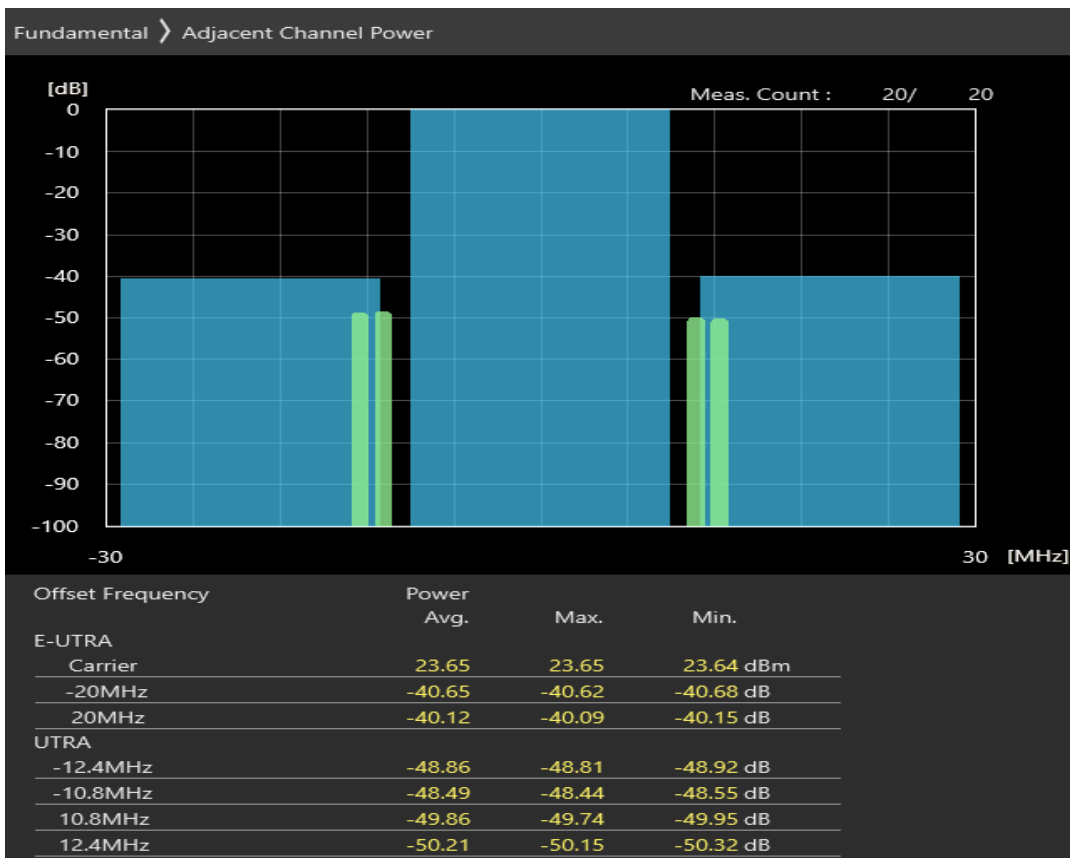 Fundamental 》 Adjacent Channel Power
[dB]
Meas. Count : 20/ 20
0
-10
-20
-30
-40
-50
-60
-70
-80
-90
-100
-30 30 [MHz]
Offset Frequency Power
Avg. Max. Min.
E-UTRA
Carrier 23.65 23.65 23.64 dBm
-20MHz -40.65 -40.62 -40.68 dB
20MHz -40.12 -40.09 -40.15 dB
UTRA
-12.4MHz -48.86 -48.81 -48.92 dB
-10.8MHz -48.49 -48.44 -48.55 dB
10.8MHz -49.86 -49.74 -49.95 dB
12.4MHz -50.21 -50.15 -50.32 dB